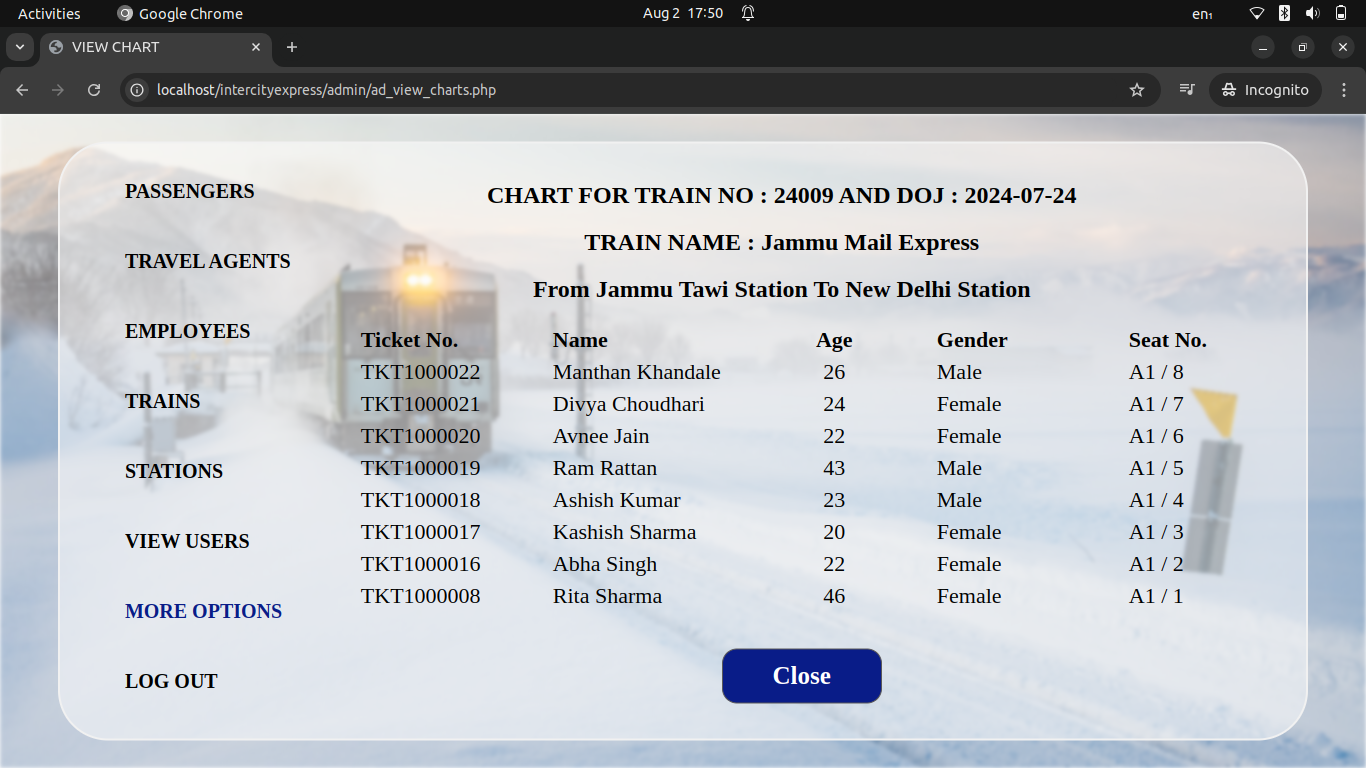 Activities Google Chrome Aug 2 17:50 en₁
VIEW CHART
localhost/intercityexpress/admin/ad_view_charts.php Incognito
PASSENGERS
TRAVEL AGENTS
EMPLOYEES
TRAINS
STATIONS
VIEW USERS
MORE OPTIONS
LOG OUT
CHART FOR TRAIN NO : 24009 AND DOJ : 2024-07-24
TRAIN NAME : Jammu Mail Express
From Jammu Tawi Station To New Delhi Station
Ticket No. Name Age Gender Seat No.
TKT1000022 Manthan Khandale 26 Male A1 / 8
TKT1000021 Divya Choudhari 24 Female A1 / 7
TKT1000020 Avnee Jain 22 Female A1 / 6
TKT1000019 Ram Rattan 43 Male A1 / 5
TKT1000018 Ashish Kumar 23 Male A1 / 4
TKT1000017 Kashish Sharma 20 Female A1 / 3
TKT1000016 Abha Singh 22 Female A1 / 2
TKT1000008 Rita Sharma 46 Female A1 / 1
Close